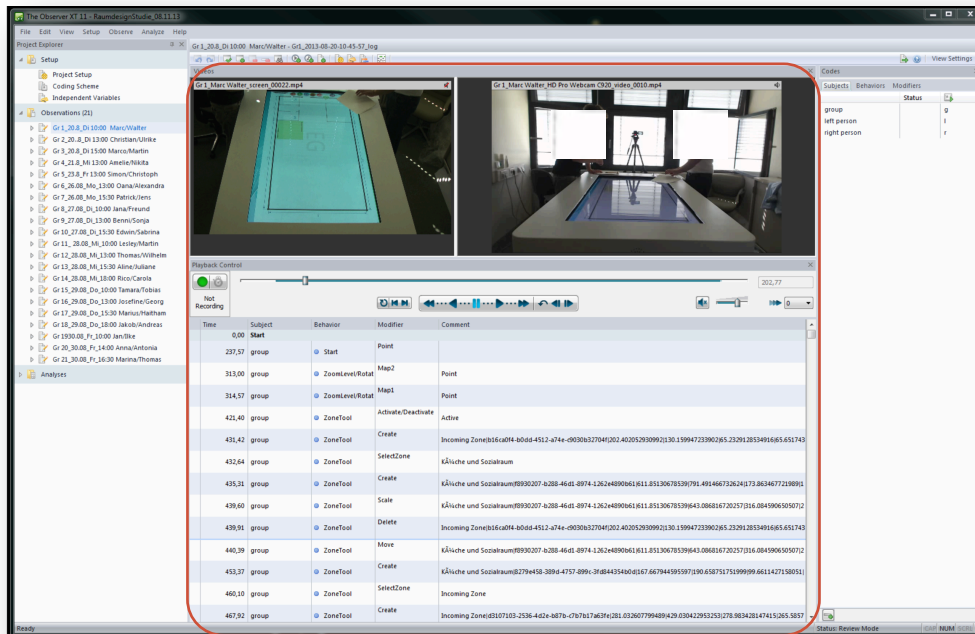 The Observer XT 11 - RaumdesignStudie_08.11.13
File Edit View Setup Observe Analyze Help
Project Explorer
Gr 1_20.8_Di 10:00 Marc/Walter - Gr1_2013-08-20-10-45-57_log
View Settings
Setup
Project Setup
Coding Scheme
Independent Variables
Observations (21)
Gr 1_20.8_Di 10:00 Marc/Walter
Gr 2_20..8_Di 13:00 Christian/Ulrike
Gr 3_20.8_Di 15:00 Marco/Martin
Gr 4_21.8_Mi 13:00 Amelie/Nikita
Gr 5_23.8_Fr 13:00 Simon/Christoph
Gr 6_26.08_Mo_13:00 Oana/Alexandra
Gr 7_26.08_Mo_15:30 Patrick/Jens
Gr 8_27.08_Di_10:00 Jana/Freund
Gr 9_27.08_Di_13:00 Benni/Sonja
Gr 10_27.08_Di_15:30 Edwin/Sabrina
Gr 11_ 28.08_Mi_10:00 Lesley/Martin
Gr 12_28.08_Mi_13:00 Thomas/Wilhelm
Gr 13_28.08_Mi_15:30 Aline/Juliane
Gr 14_28.08_Mi_18:00 Rico/Carola
Gr 15_29.08_Do_10:00 Tamara/Tobias
Gr 16_29.08_Do_13:00 Josefine/Georg
Gr 17_29.08_Do_15:30 Marius/Haitham
Gr 18_29.08_Do_18:00 Jakob/Andreas
Gr 1930.08_Fr_10:00 Jan/Ilke
Gr 20_30.08_Fr_14:00 Anna/Antonia
Gr 21_30.08_Fr_16:30 Marina/Thomas
Analyses
Videos
Gr 1_Marc Walter_screen_00022.mp4
Gr 1_Marc Walter_HD Pro Webcam C920_video_0010.mp4
Codes
Subjects Behaviors Modifiers
Status
group g
left person l
right person r
Playback Control
202,77
Not
Recording
0
Time Subject Behavior Modifier Comment
0,00 Start
237,57 group Start Point
313,00 group ZoomLevel/Rotat Map2 Point
314,57 group ZoomLevel/Rotat Map1 Point
421,40 group ZoneTool Activate/Deactivate Active
431,42 group ZoneTool Create Incoming Zone|b16ca0f4-b0dd-4512-a74e-c9030b32704f|202.402052930992|130.159947233902|65.2329128534916|65.651743
432,64 group ZoneTool SelectZone KÃ¼che und Sozialraum
435,31 group ZoneTool Create KÃ¼che und Sozialraum|f8930207-b288-46d1-8974-1262e4890b61|611.85130678539|791.491466732624|173.863467721989|1
439,60 group ZoneTool Scale KÃ¼che und Sozialraum|f8930207-b288-46d1-8974-1262e4890b61|611.85130678539|643.086816720257|316.084590650507|2
439,91 group ZoneTool Delete Incoming Zone|b16ca0f4-b0dd-4512-a74e-c9030b32704f|202.402052930992|130.159947233902|65.2329128534916|65.651743
440,39 group ZoneTool Move KÃ¼che und Sozialraum|f8930207-b288-46d1-8974-1262e4890b61|611.85130678539|643.086816720257|316.084590650507|2
453,37 group ZoneTool Create KÃ¼che und Sozialraum|8279e458-389d-4757-899c-3fd844354b0d|167.667944595597|190.658751751999|99.6611427158051|
460,10 group ZoneTool SelectZone Incoming Zone
467,92 group ZoneTool Create Incoming Zone|d3107103-2536-4d2e-b87b-c7b7b17a63fe|281.032607799489|429.030422953253|278.983428147415|265.5857
Ready
Status: Review Mode
CAP NUM SCRL